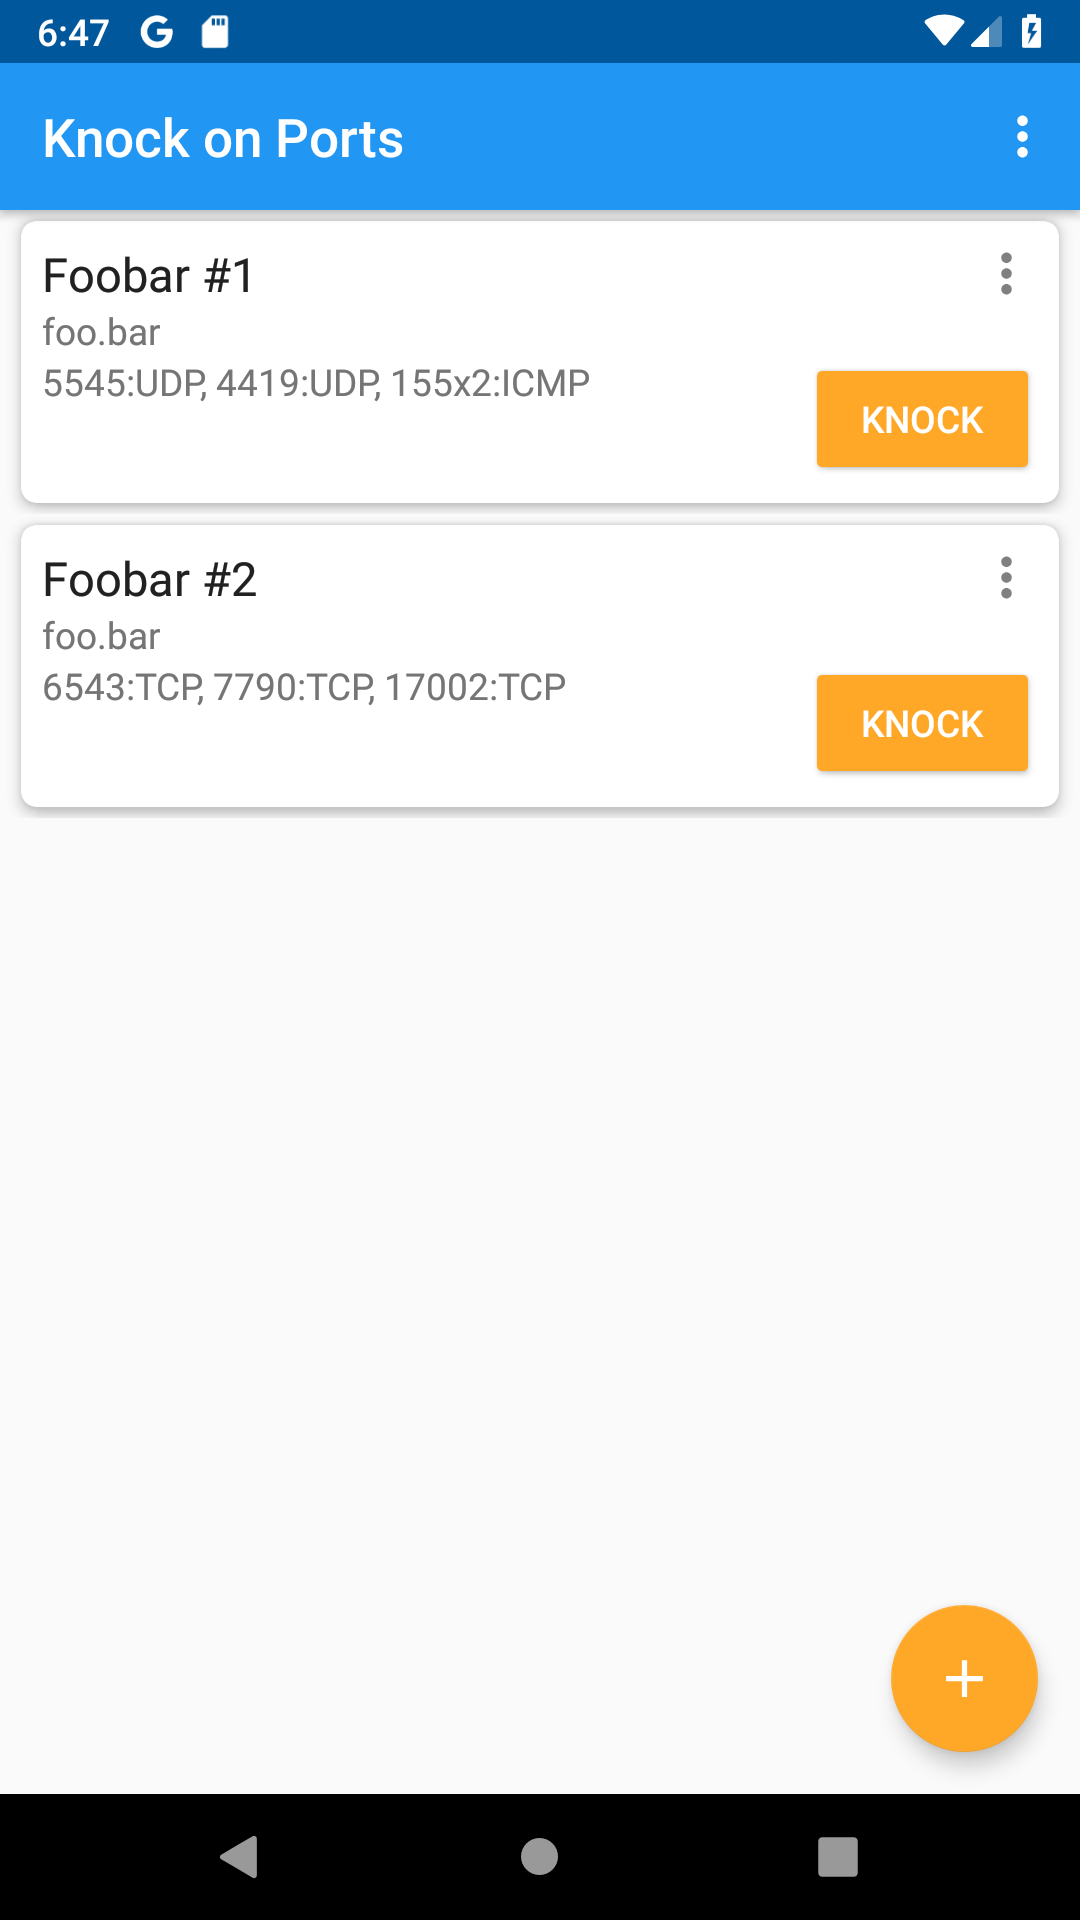 6:47
Knock on Ports
Foobar #1
foo.bar
5545:UDP, 4419:UDP, 155x2:ICMP
KNOCK
Foobar #2
foo.bar
6543:TCP, 7790:TCP, 17002:TCP
KNOCK